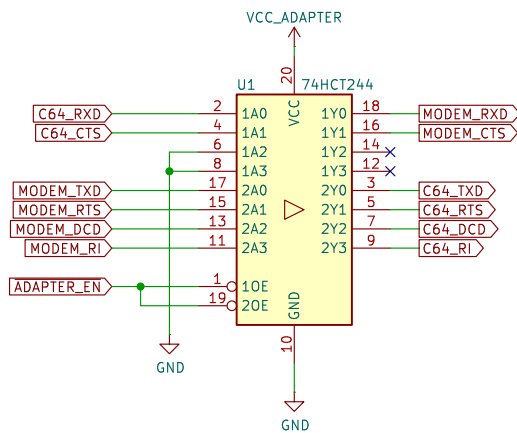 VCC_ADAPTER
U1 74HCT244
20
VCC
C64_RXD 2 1A0 1Y0 18 MODEM_RXD
C64_CTS 4 1A1 1Y1 16 MODEM_CTS
6 1A2 1Y2 14
8 1A3 1Y3 12
MODEM_TXD 17 2A0 2Y0 3 C64_TXD
MODEM_RTS 15 2A1 2Y1 5 C64_RTS
MODEM_DCD 13 2A2 2Y2 7 C64_DCD
MODEM_RI 11 2A3 2Y3 9 C64_RI
ADAPTER_EN 1 1OE
19 2OE
GND
10
GND
GND